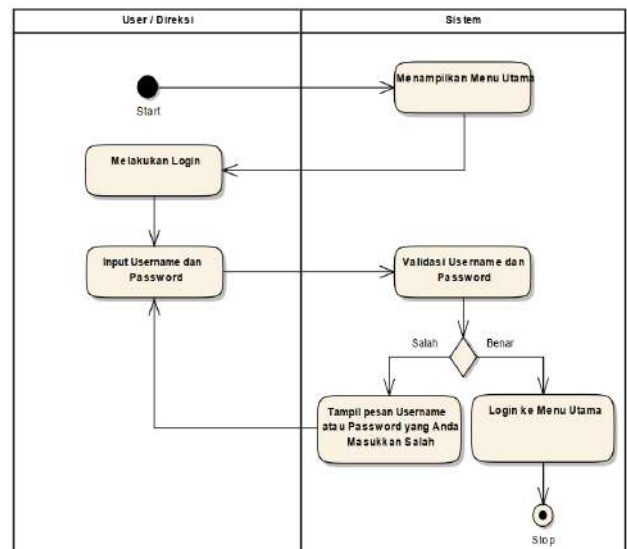 User / Direksi
Sistem
Menampilkan Menu Utama
Start
Melakukan Login
Input Username dan
Password
Validasi Username dan
Password
Salah
Benar
Tampil pesan Username
atau Password yang Anda
Masukkan Salah
Login ke Menu Utama
Stop